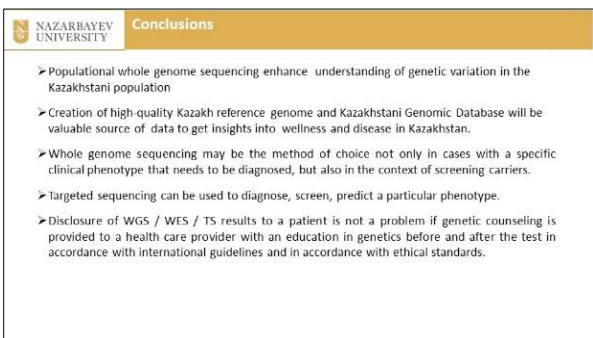 NAZARBAYEV
UNIVERSITY
Conclusions
➢Populational whole genome sequencing enhance understanding of genetic variation in the
Kazakhstani population
➢Creation of high-quality Kazakh reference genome and Kazakhstani Genomic Database will be
valuable source of data to get insights into wellness and disease in Kazakhstan.
➢Whole genome sequencing may be the method of choice not only in cases with a specific
clinical phenotype that needs to be diagnosed, but also in the context of screening carriers.
➢Targeted sequencing can be used to diagnose, screen, predict a particular phenotype.
➢Disclosure of WGS / WES / TS results to a patient is not a problem if genetic counseling is
provided to a health care provider with an education in genetics before and after the test in
accordance with international guidelines and in accordance with ethical standards.